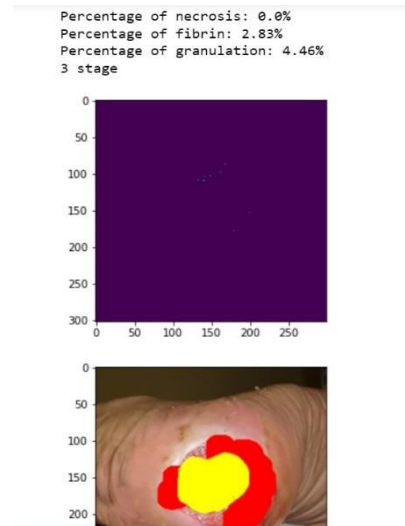 Percentage of necrosis: 0.0%
Percentage of fibrin: 2.83%
Percentage of granulation: 4.46%
3 stage
0
50
100
150
200
250
300
0 50 100 150 200 250
0
50
100
150
200